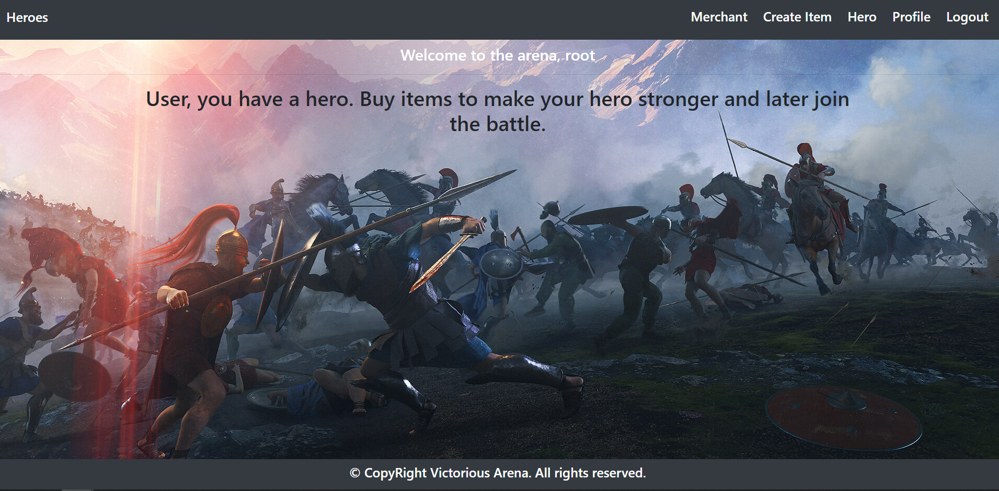 Heroes
Merchant Create Item Hero Profile Logout
Welcome to the arena, root
User, you have a hero. Buy items to make your hero stronger and later join
the battle.
© CopyRight Victorious Arena. All rights reserved.